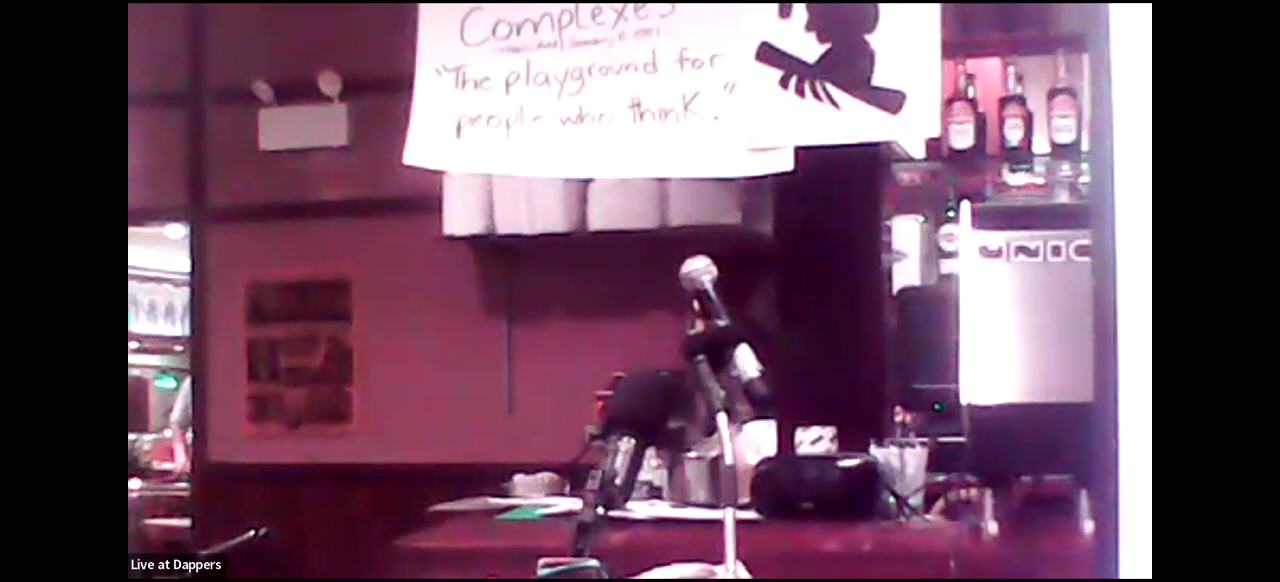 Complexes
"The playground for
people who think."
UNIC
Live at Dappers